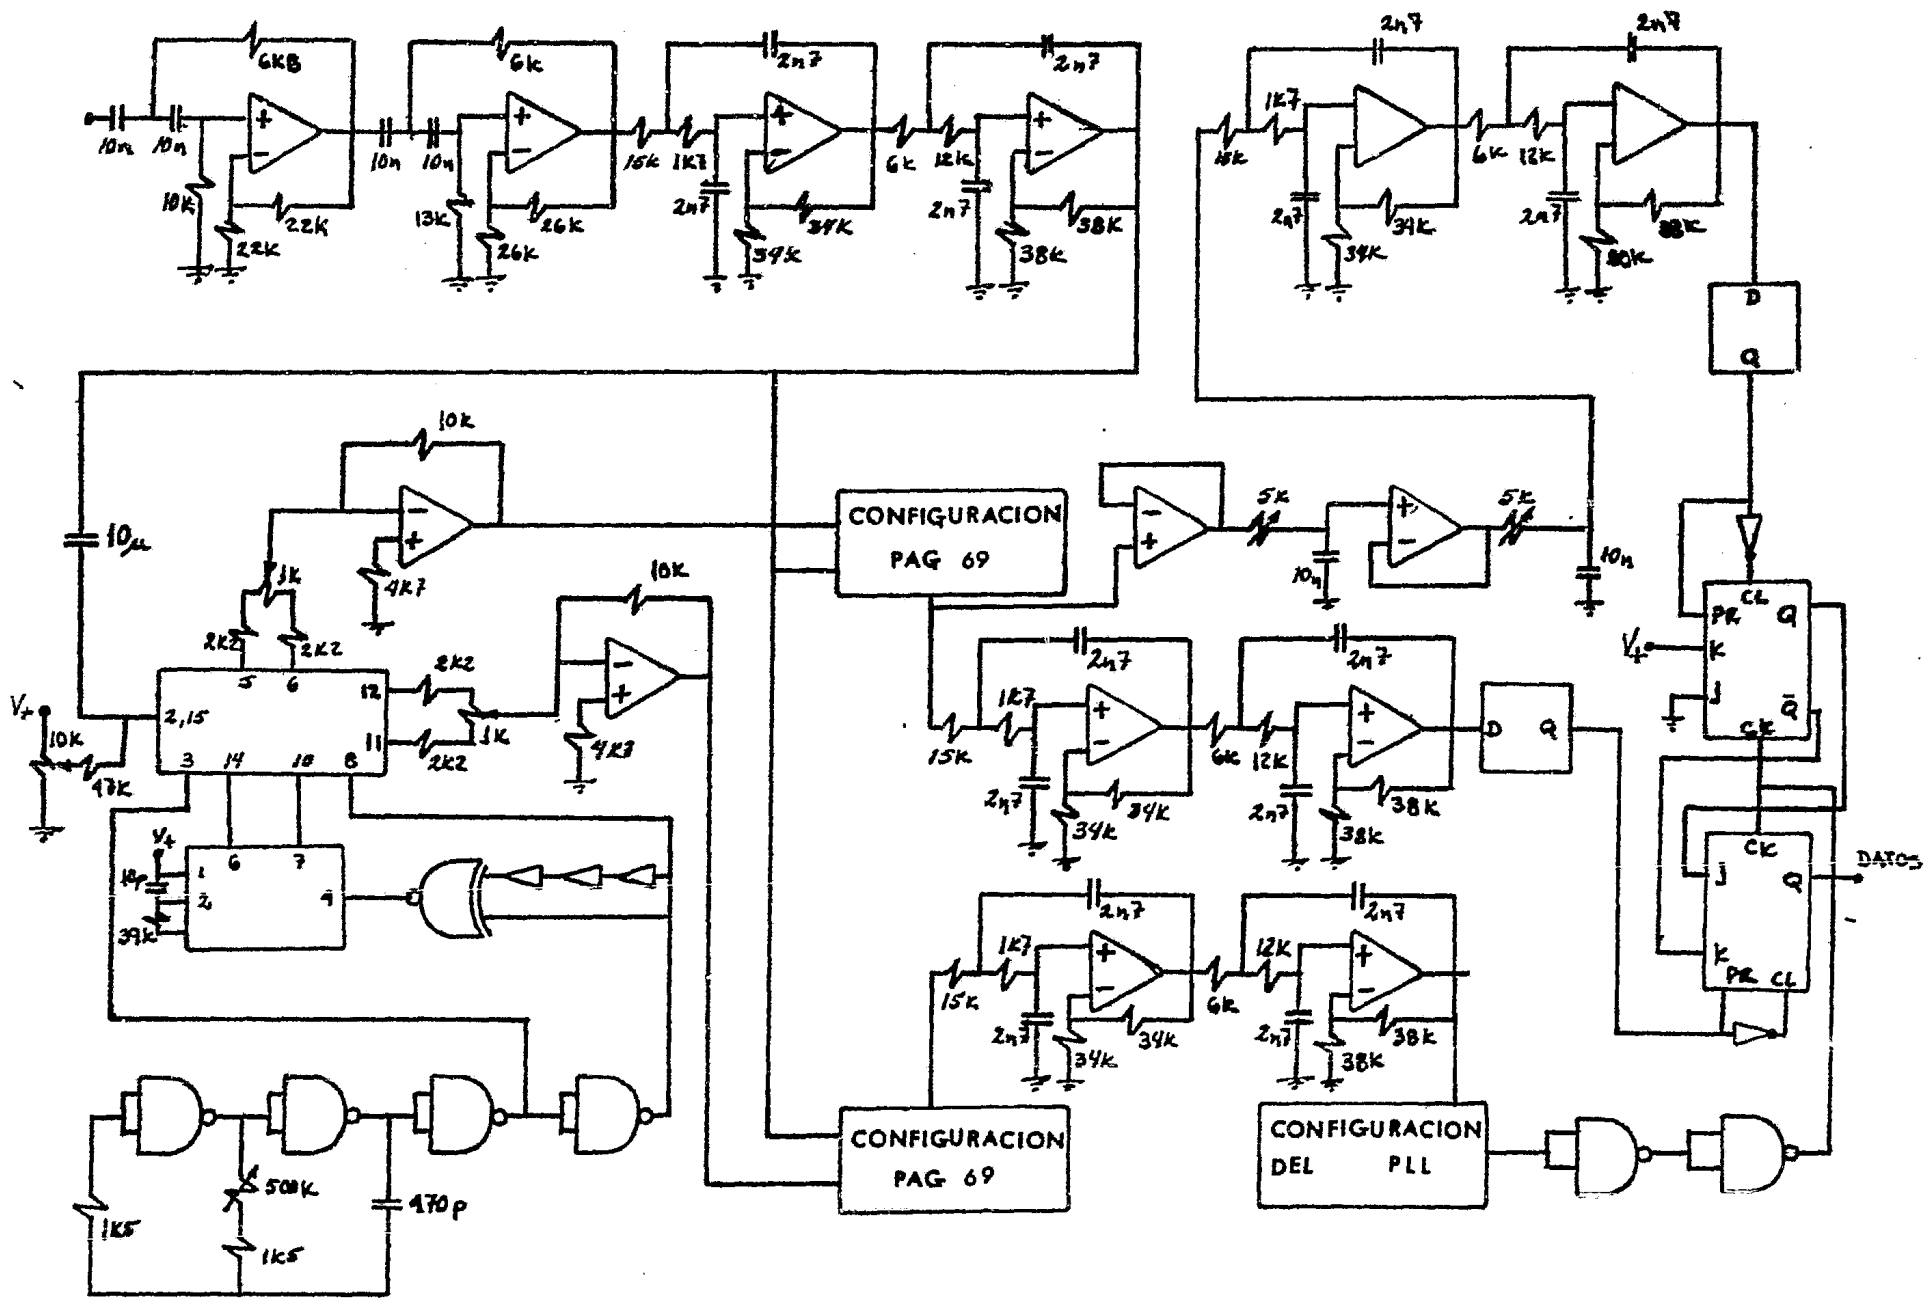 6K8
6K
2n7
2n7
2n7
2n7
+
-
+
-
+
-
+
-
10n
10n
10n
10n
15K
1K7
6K
12K
1K7
6K
12K
10K
22K
22K
13K
26K
26K
2n7
34K
34K
2n7
38K
38K
2n7
34K
34K
2n7
38K
D
Q
10K
10µ
-
+
4K7
1K
2K2
2K2
CONFIGURACION
PAG 69
-
+
5K
10n
+
-
5K
10n
CL
PR
Q
V+
K
J
Q̄
CK
10K
-
+
4K7
5
6
12
2,15
11
3
14
10
8
2K2
1K
2K2
V+
10K
47K
2n7
2n7
15K
1K7
+
-
6K
12K
+
-
2n7
34K
34K
2n7
38K
38K
D
Q
CK
J
Q
DATOS
K
PR
CL
V+
39K
1
2
6
7
4
2n7
2n7
15K
1K7
+
-
6K
12K
+
-
2n7
34K
34K
2n7
38K
38K
CONFIGURACION
PAG 69
CONFIGURACION
DEL PLL
1K5
500K
1K5
470p